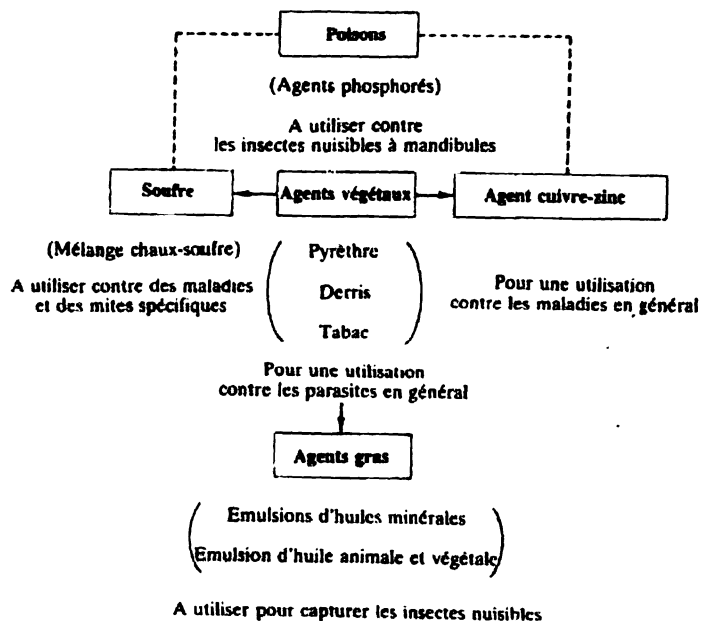 Poisons
(Agents phosphorés)
A utiliser contre
les insectes nuisibles à mandibules
Soufre
Agents végétaux
Agent cuivre-zinc
(Mélange chaux-soufre)
A utiliser contre des maladies
et des mites spécifiques
Pyrèthre
Derris
Tabac
Pour une utilisation
contre les maladies en général
Pour une utilisation
contre les parasites en général
Agents gras
(Emulsions d'huiles minérales
Emulsion d'huile animale et végétale)
A utiliser pour capturer les insectes nuisibles